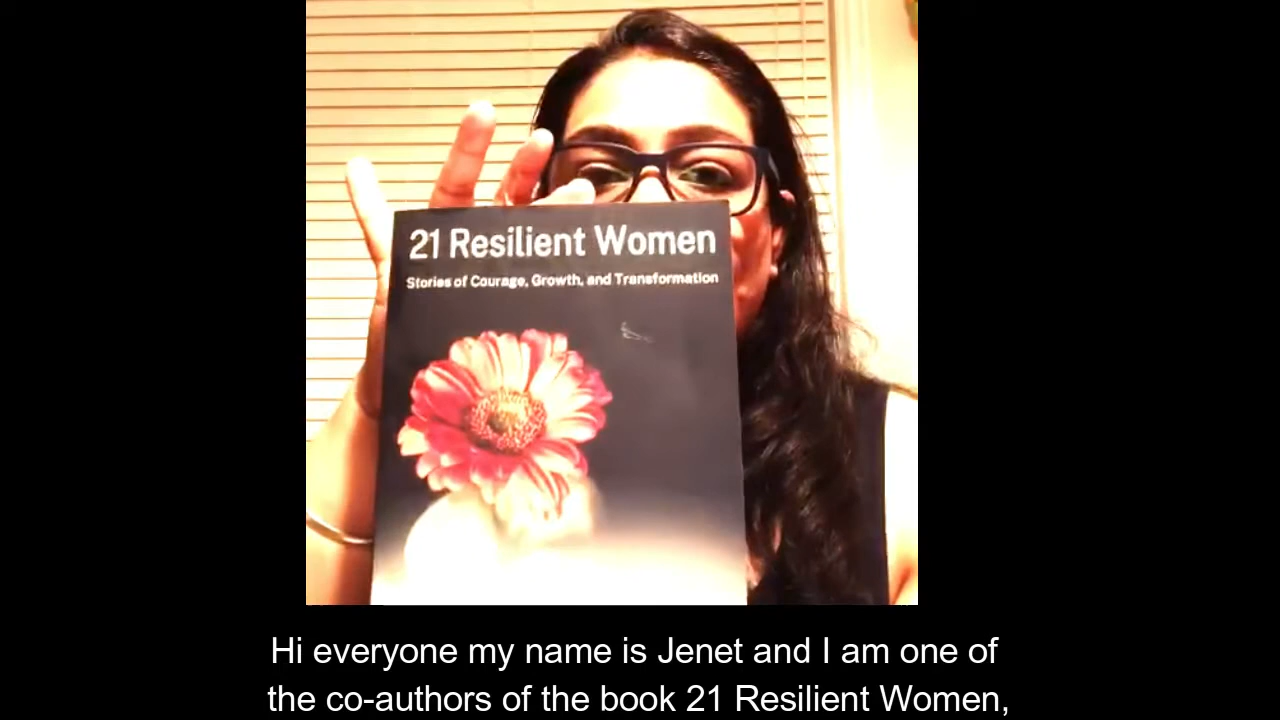 21 Resilient Women
Stories of Courage, Growth, and Transformation
Hi everyone my name is Jenet and I am one of
the co-authors of the book 21 Resilient Women,